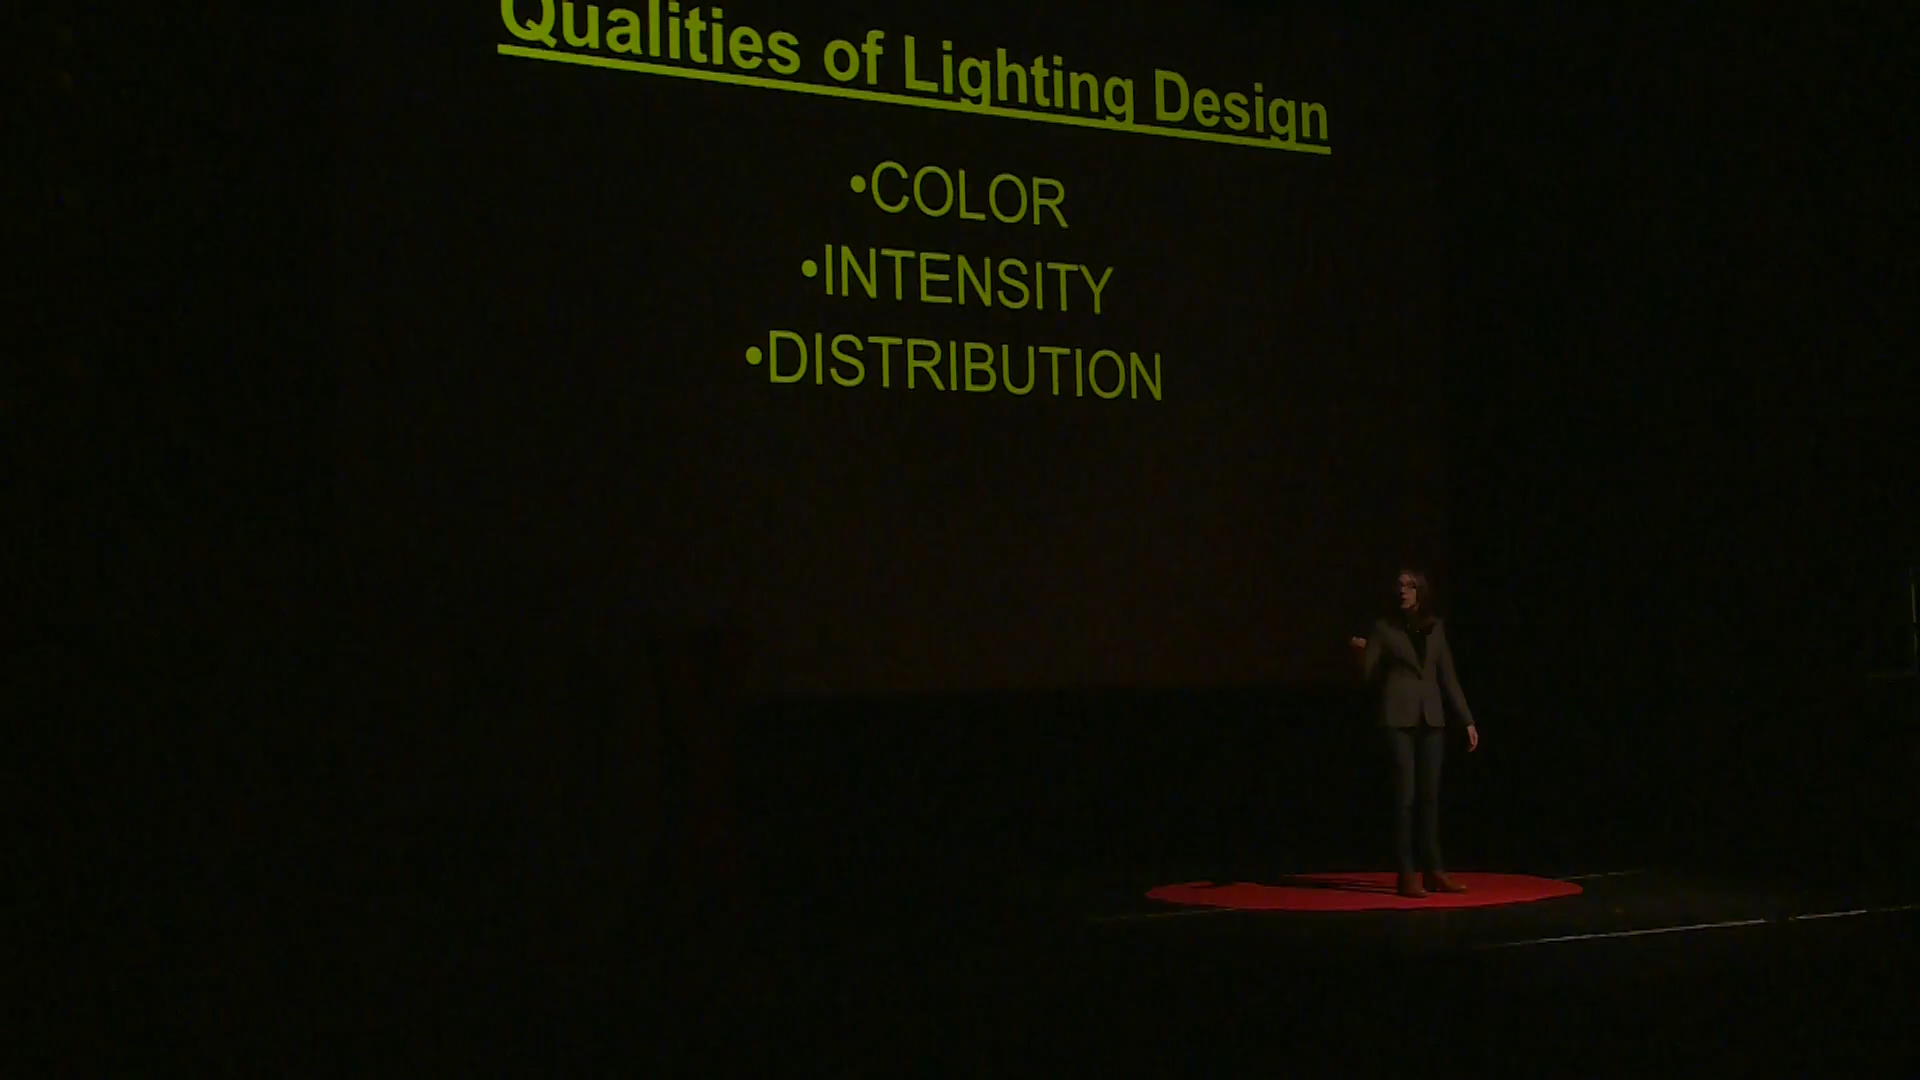 Qualities of Lighting Design
•COLOR
•INTENSITY
•DISTRIBUTION